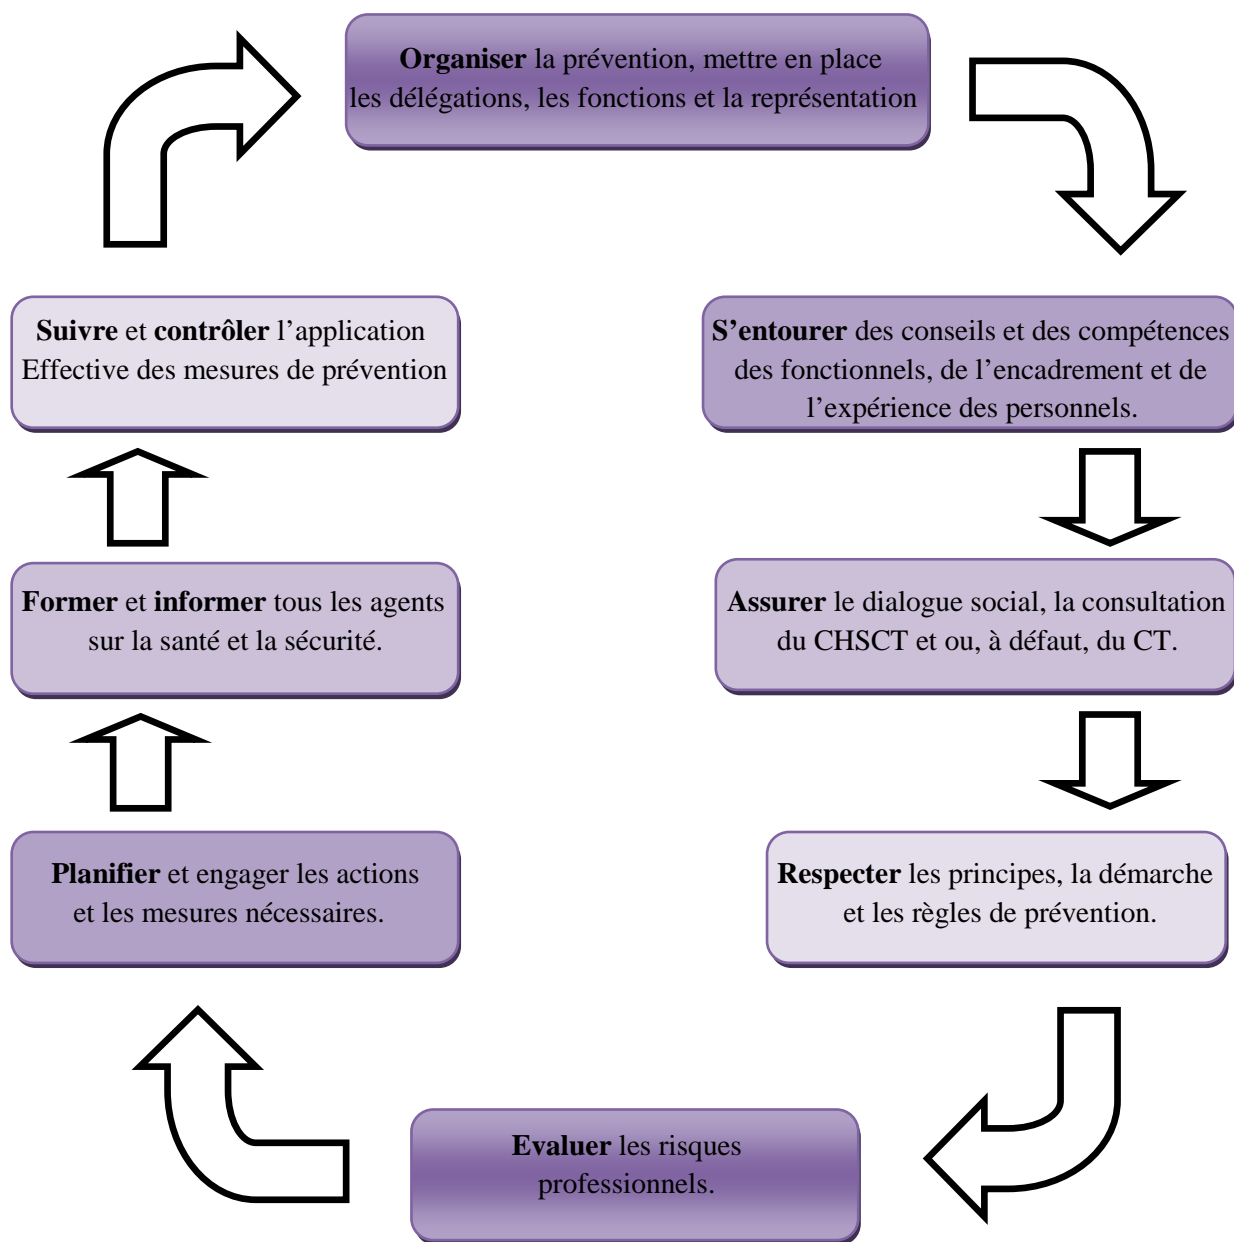 Organiser la prévention, mettre en place
les délégations, les fonctions et la représentation
S’entourer des conseils et des compétences
des fonctionnels, de l’encadrement et de
l’expérience des personnels.
Assurer le dialogue social, la consultation
du CHSCT et ou, à défaut, du CT.
Respecter les principes, la démarche
et les règles de prévention.
Evaluer les risques
professionnels.
Planifier et engager les actions
et les mesures nécessaires.
Former et informer tous les agents
sur la santé et la sécurité.
Suivre et contrôler l’application
Effective des mesures de prévention